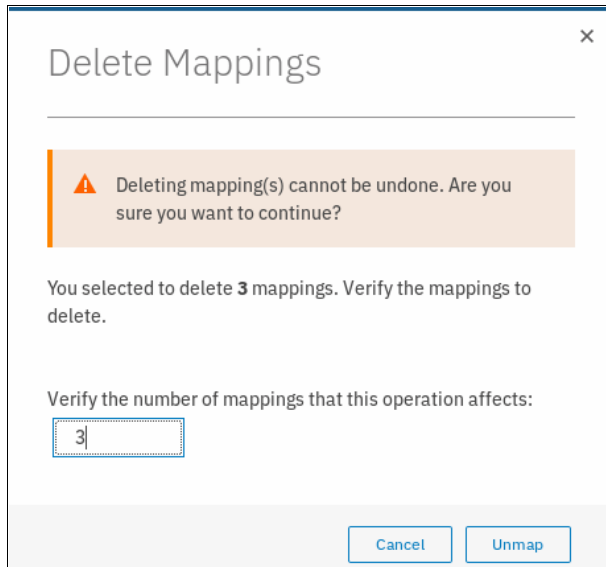 Delete Mappings
Deleting mapping(s) cannot be undone. Are you
sure you want to continue?
You selected to delete 3 mappings. Verify the mappings to
delete.
Verify the number of mappings that this operation affects:
3
Cancel Unmap